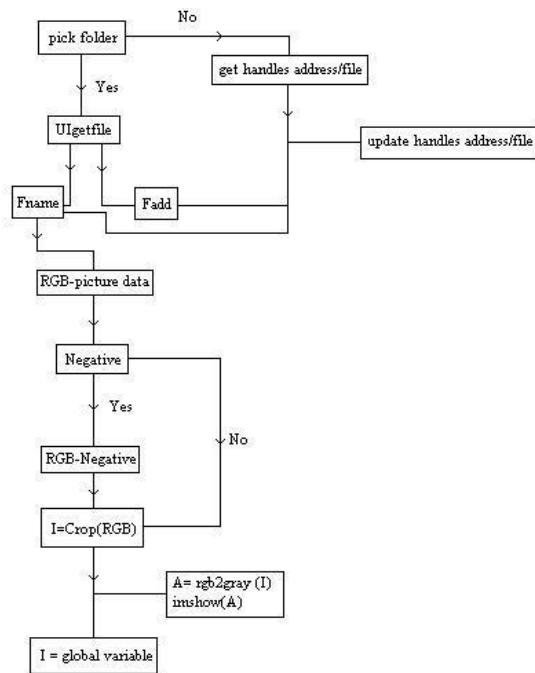 No
pick folder
get handles address/file
Yes
UIgetfile
update handles address/file
Fname
Fadd
RGB-picture data
Negative
Yes
No
RGB-Negative
I=Crop(RGB)
A= rgb2gray (I)
imshow(A)
I = global variable